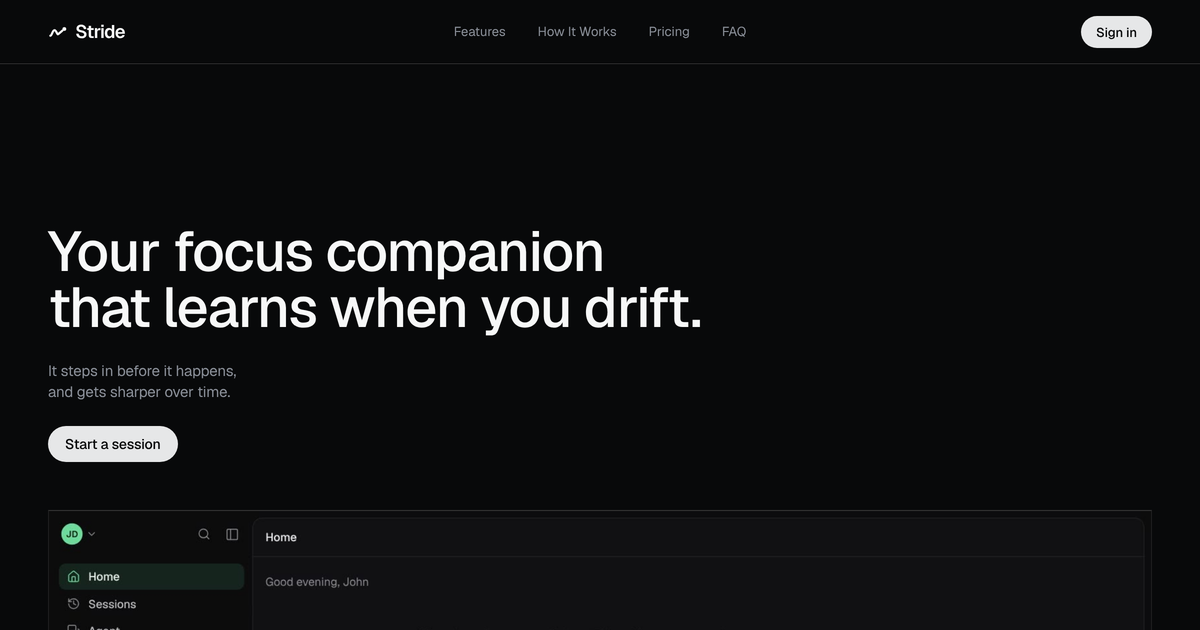 Stride
Features
How It Works
Pricing
FAQ
Sign in
Your focus companion
that learns when you drift.
It steps in before it happens,
and gets sharper over time.
Start a session
JD
Home
Home
Good evening, John
Sessions
Agent